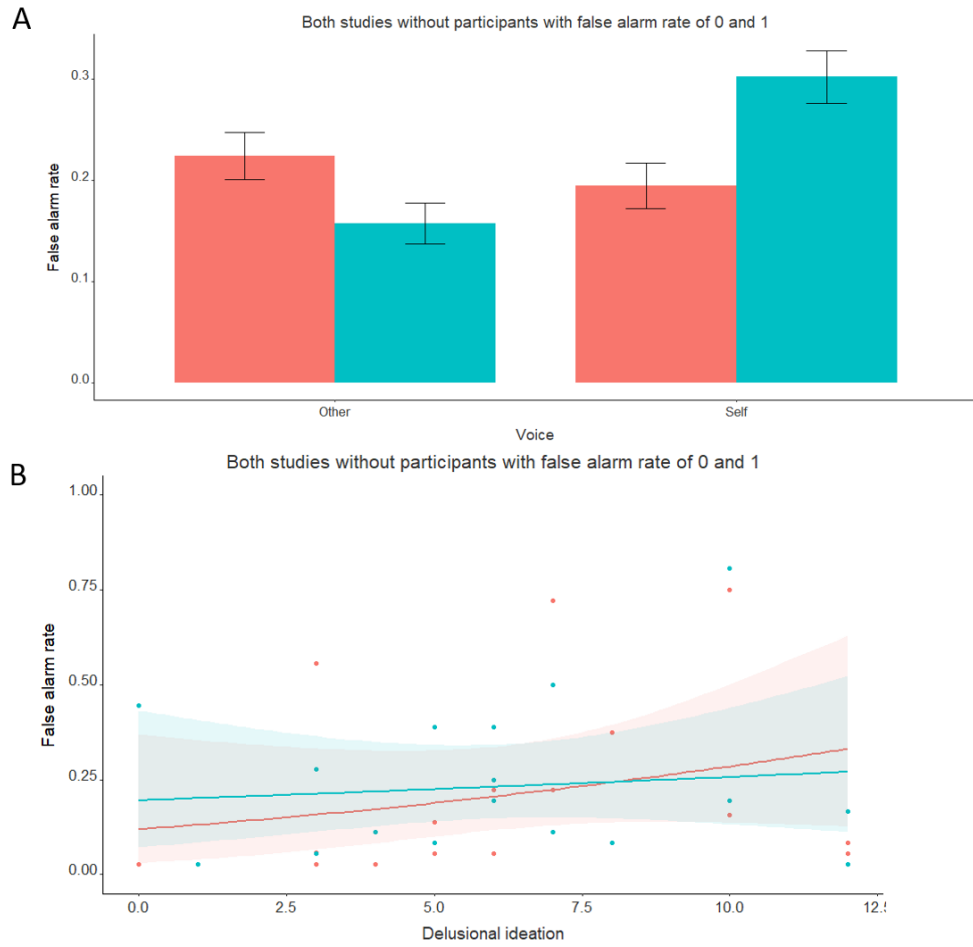 A
Both studies without participants with false alarm rate of 0 and 1
False alarm rate
0.3
0.2
0.1
0.0
Other
Self
Voice
B
Both studies without participants with false alarm rate of 0 and 1
False alarm rate
1.00
0.75
0.50
0.25
0.00
0.0
2.5
5.0
7.5
10.0
12.5
Delusional ideation